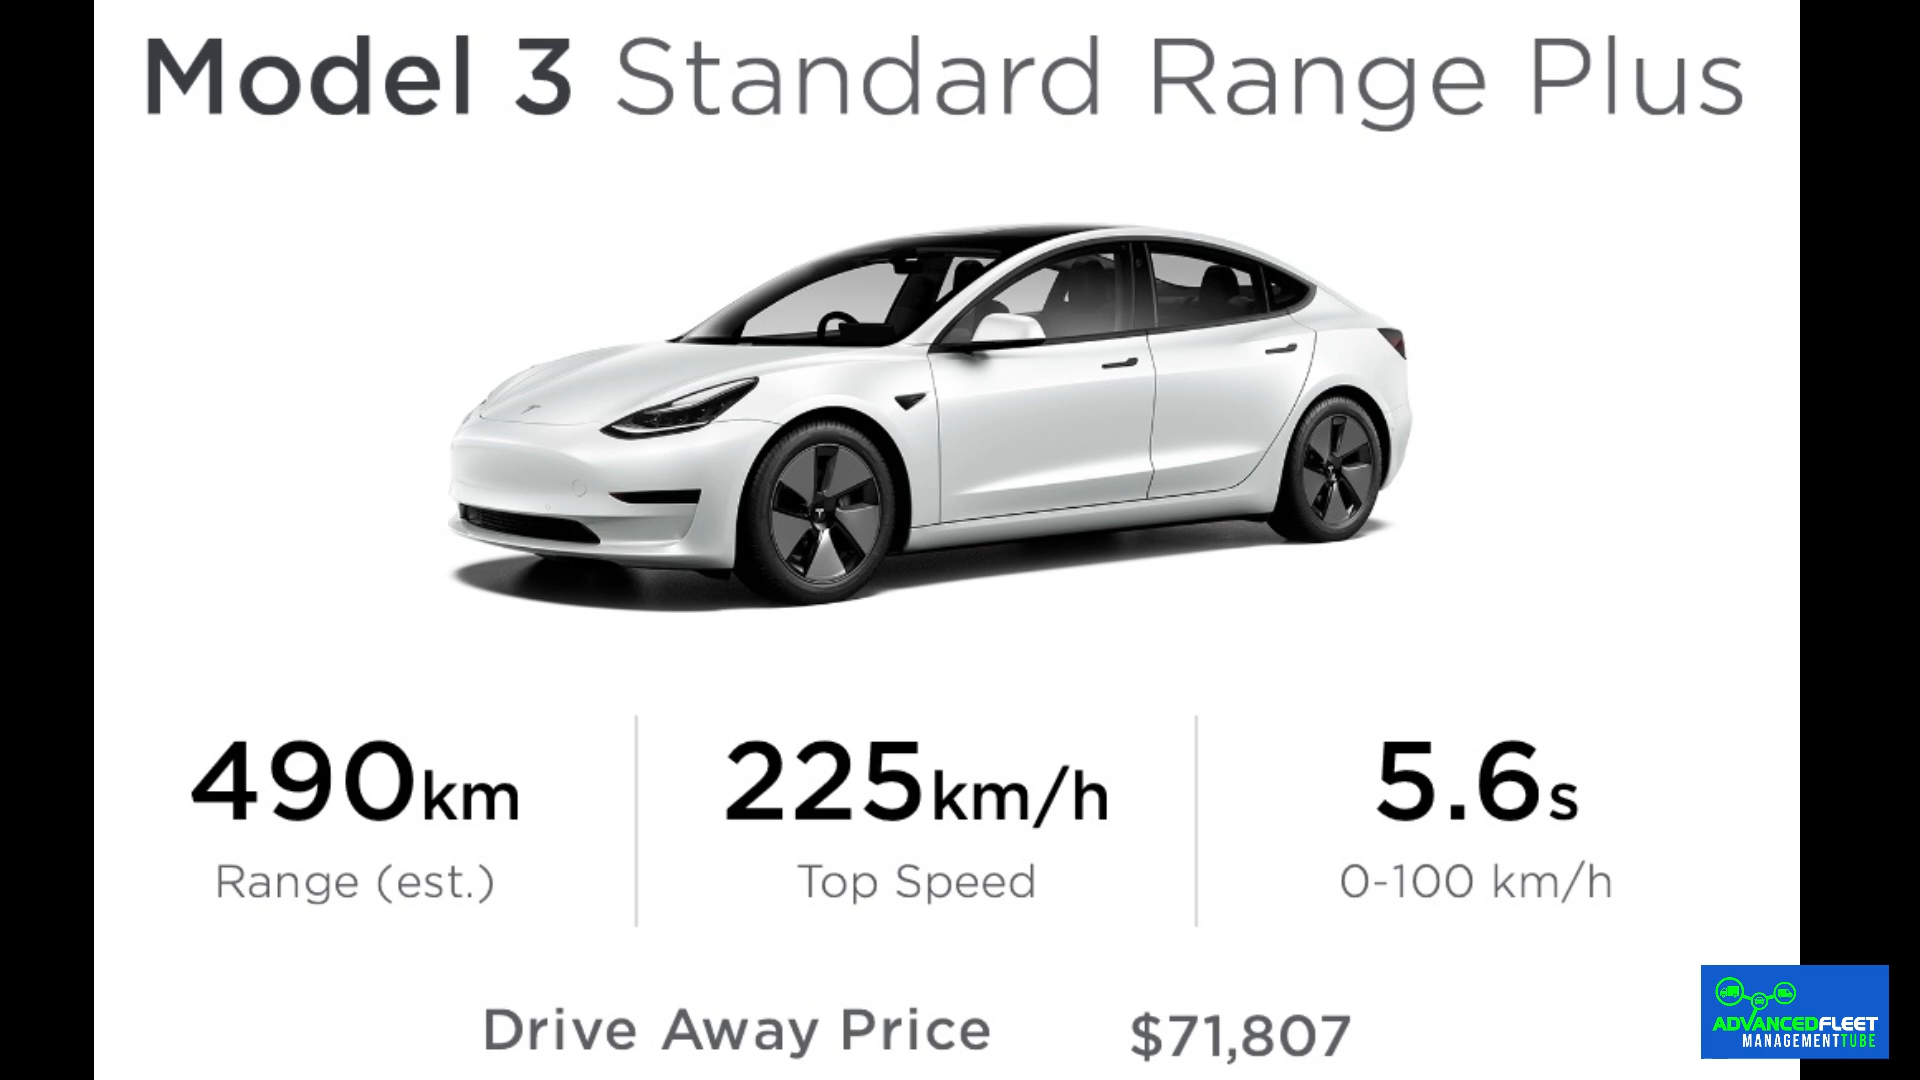 Model 3 Standard Range Plus
490km
Range (est.)
225km/h
Top Speed
5.6s
0-100 km/h
Drive Away Price $71,807
ADVANCEDFLEET
MANAGEMENTTUBE